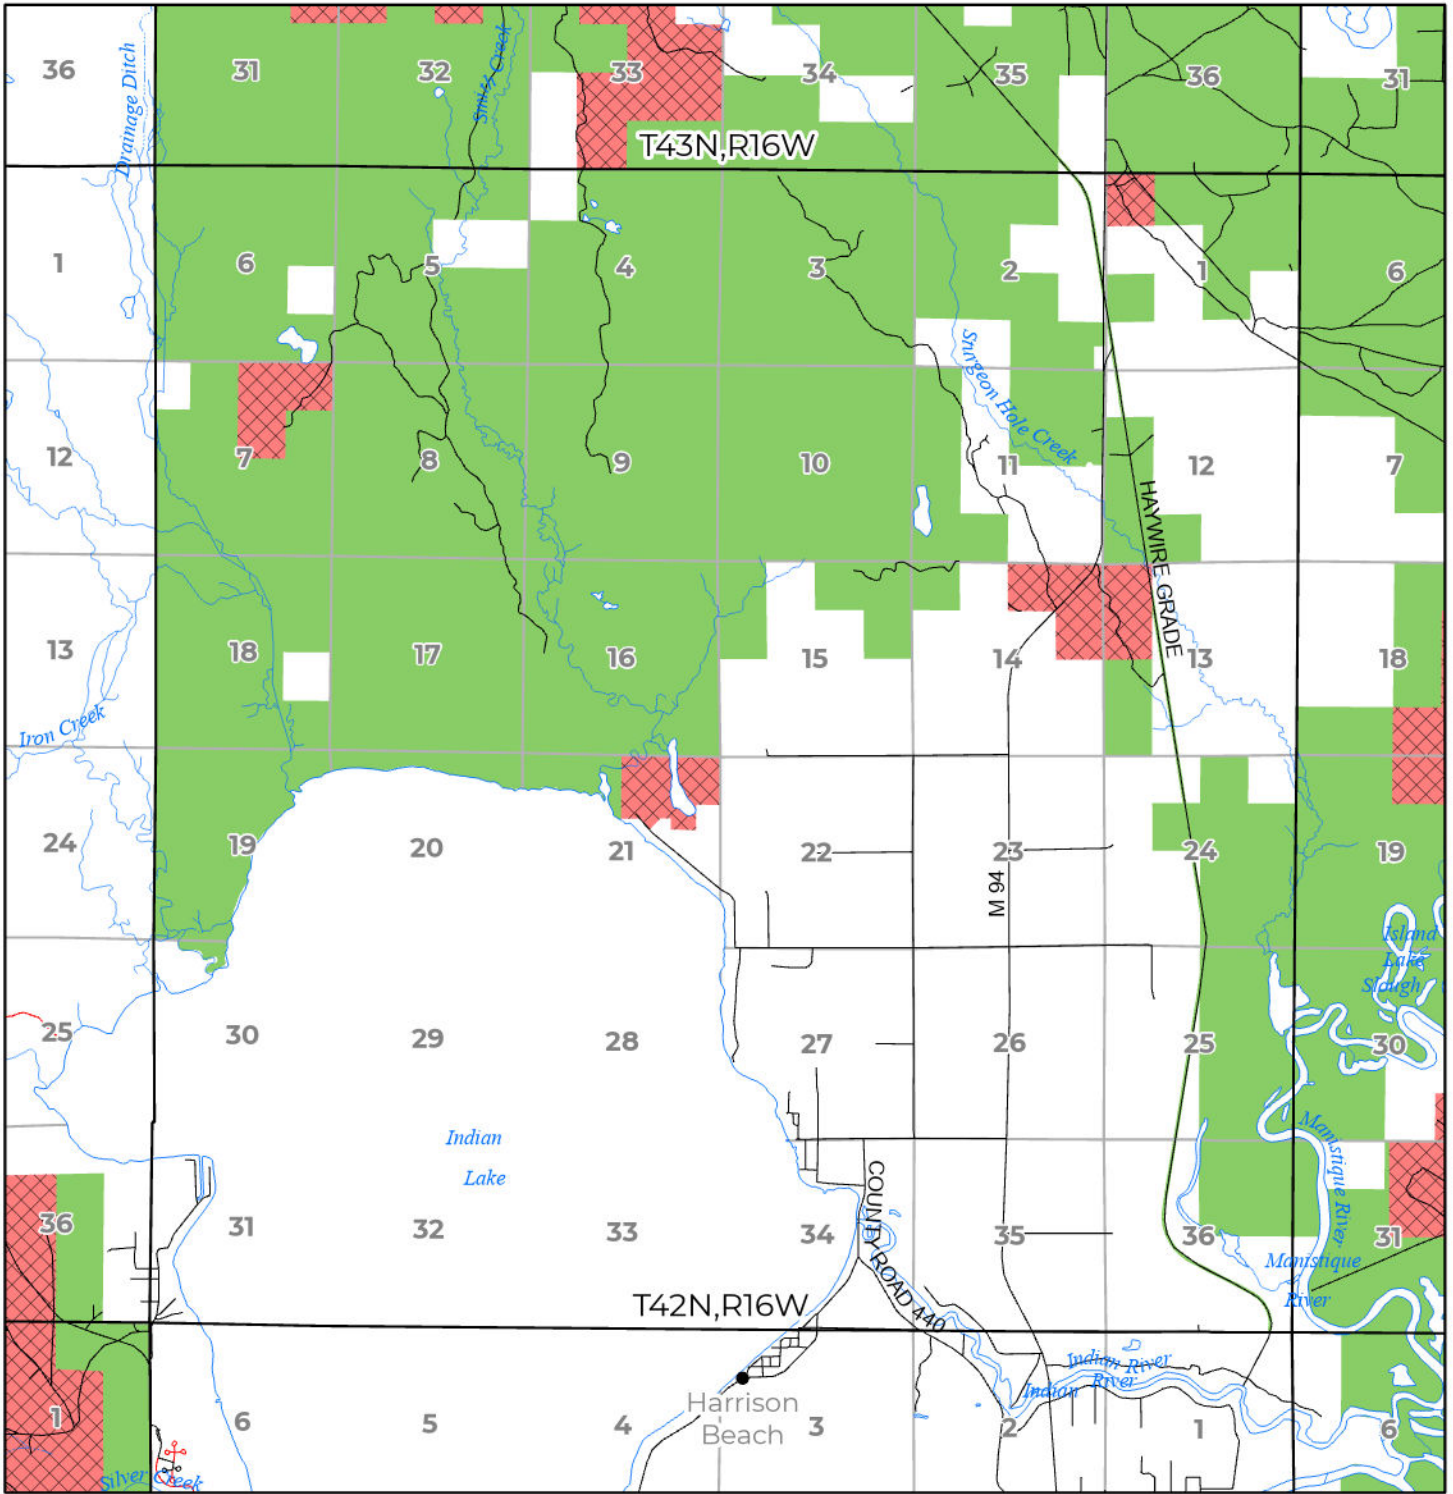 36
31
32
33
34
35
36
31
Drainage Ditch
Smith Creek
T43N,R16W
1
6
5
4
3
2
1
6
Sturgeon Hole Creek
12
7
8
9
10
11
12
7
HAYWIRE GRADE
13
18
17
16
15
14
13
18
Iron Creek
24
19
20
21
22
23
24
19
M 94
Island
Lake
Slough
25
30
29
28
27
26
25
30
Indian
Lake
Manistique River
COUNTY ROAD 440
36
31
32
33
34
35
36
31
Manistique
River
T42N,R16W
Indian River
Indian River
Harrison
Beach
1
6
5
4
3
2
1
6
Silver Creek